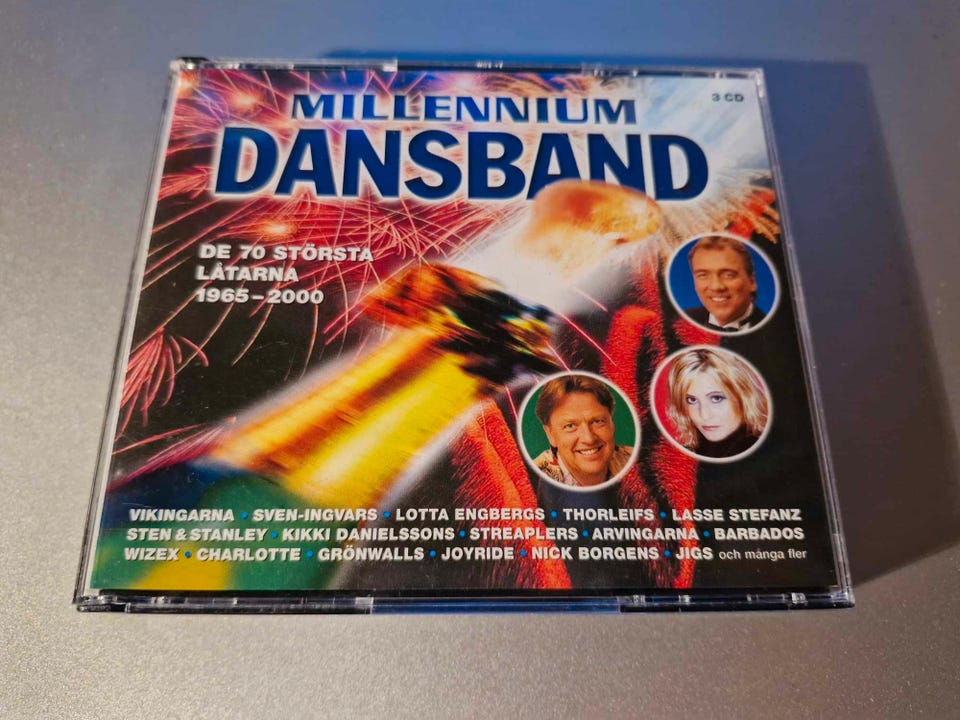 MILLENNIUM
3 CD
DANSBAND
DE 70 STÖRSTA
LÅTARNA
1965–2000
VIKINGARNA • SVEN-INGVARS • LOTTA ENGBERGS • THORLEIFS • LASSE STEFANZ
STEN & STANLEY • KIKKI DANIELSSONS • STREAPLERS • ARVINGARNA • BARBADOS
WIZEX • CHARLOTTE • GRÖNWALLS • JOYRIDE • NICK BORGENS • JIGS och många fler